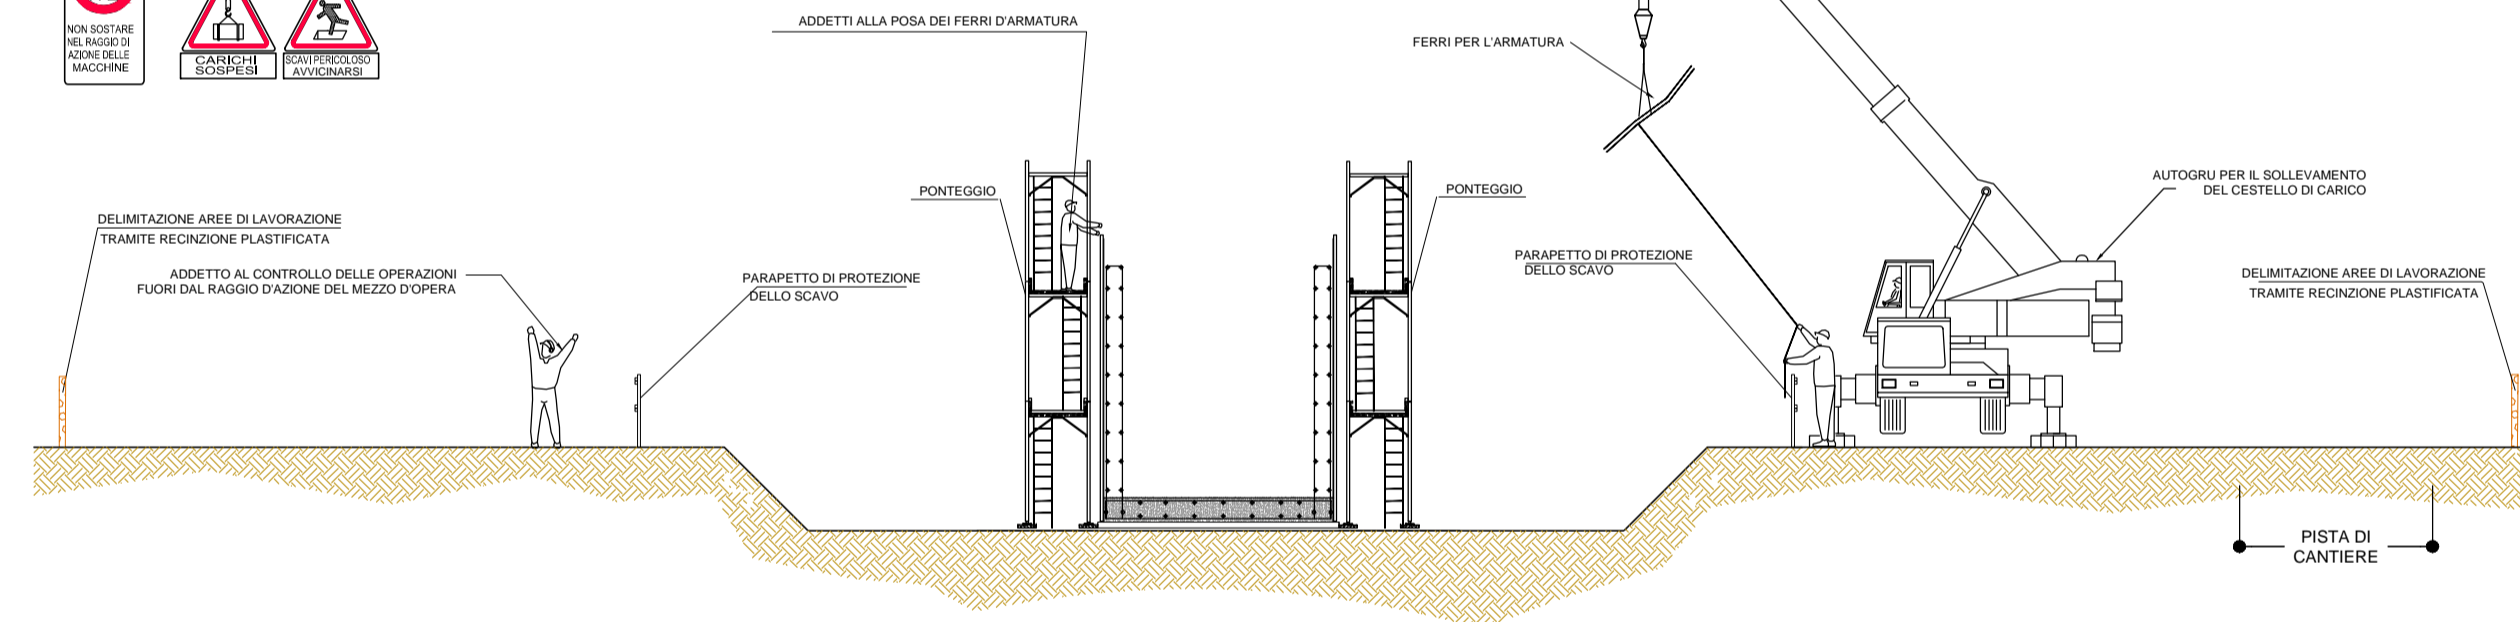 NON SOSTARE
NEL RAGGIO DI
AZIONE DELLE
MACCHINE
CARICHI
SOSPESI
SCAVI PERICOLOSO
AVVICINARSI
ADDETTI ALLA POSA DEI FERRI D'ARMATURA
FERRI PER L'ARMATURA
PONTEGGIO
PONTEGGIO
AUTOGRU PER IL SOLLEVAMENTO
DEL CESTELLO DI CARICO
DELIMITAZIONE AREE DI LAVORAZIONE
TRAMITE RECINZIONE PLASTIFICATA
ADDETTO AL CONTROLLO DELLE OPERAZIONI
FUORI DAL RAGGIO D'AZIONE DEL MEZZO D'OPERA
PARAPETTO DI PROTEZIONE
DELLO SCAVO
PARAPETTO DI PROTEZIONE
DELLO SCAVO
DELIMITAZIONE AREE DI LAVORAZIONE
TRAMITE RECINZIONE PLASTIFICATA
PISTA DI
CANTIERE